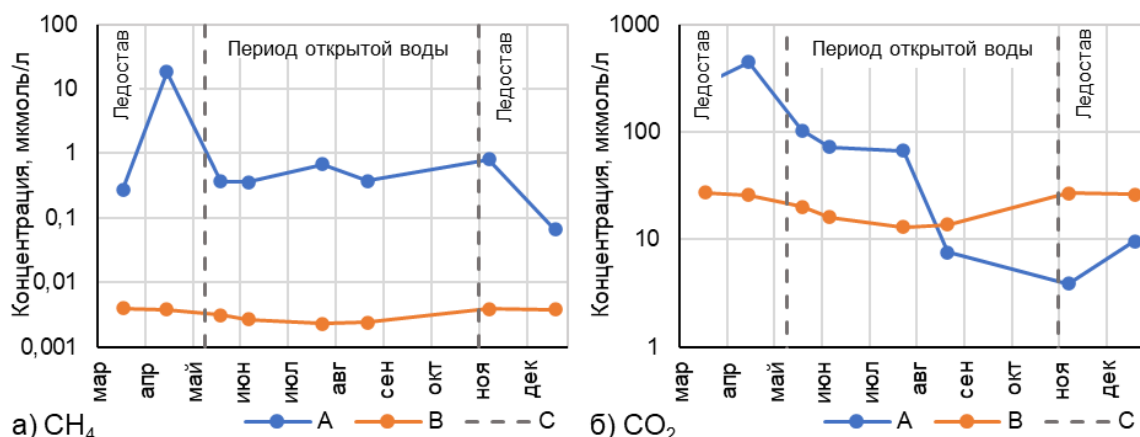 100
10
1
0,1
0,01
0,001
Концентрация, мкмоль/л
Ледостав
Период открытой воды
Ледостав
мар
апр
май
июн
июл
авг
сен
окт
ноя
дек
а) CH₄
A
B
C
1000
100
10
1
Концентрация, мкмоль/л
Ледостав
Период открытой воды
Ледостав
мар
апр
май
июн
июл
авг
сен
окт
ноя
дек
б) CO₂
A
B
C